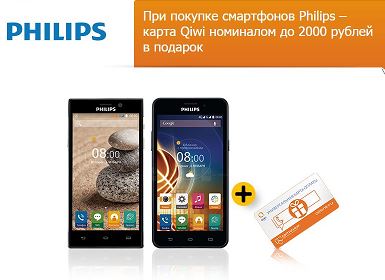 PHILIPS
При покупке смартфонов Philips –
карта Qiwi номиналом до 2000 рублей
в подарок
PHILIPS
08:00
PHILIPS
08:00
+